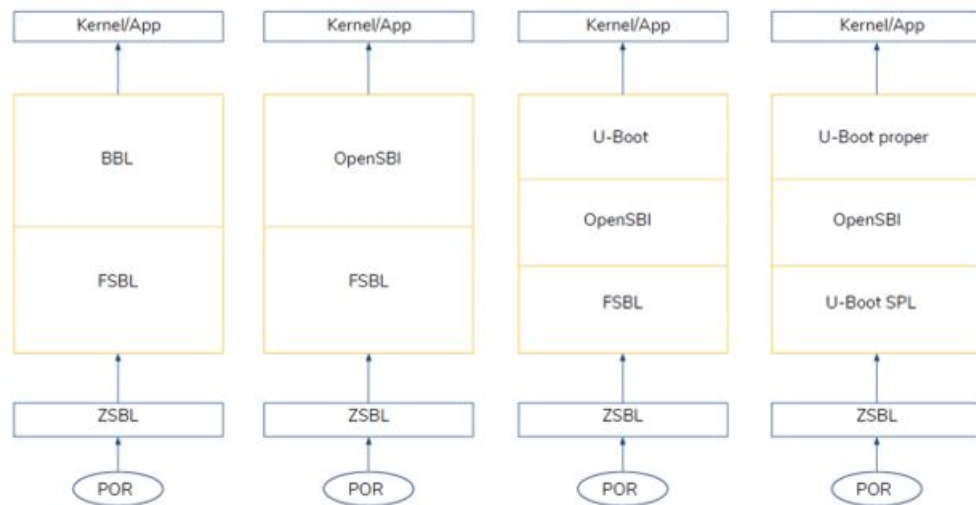 Kernel/App
Kernel/App
Kernel/App
Kernel/App
BBL
OpenSBI
U-Boot
U-Boot proper
OpenSBI
OpenSBI
FSBL
FSBL
FSBL
U-Boot SPL
ZSBL
ZSBL
ZSBL
ZSBL
POR
POR
POR
POR